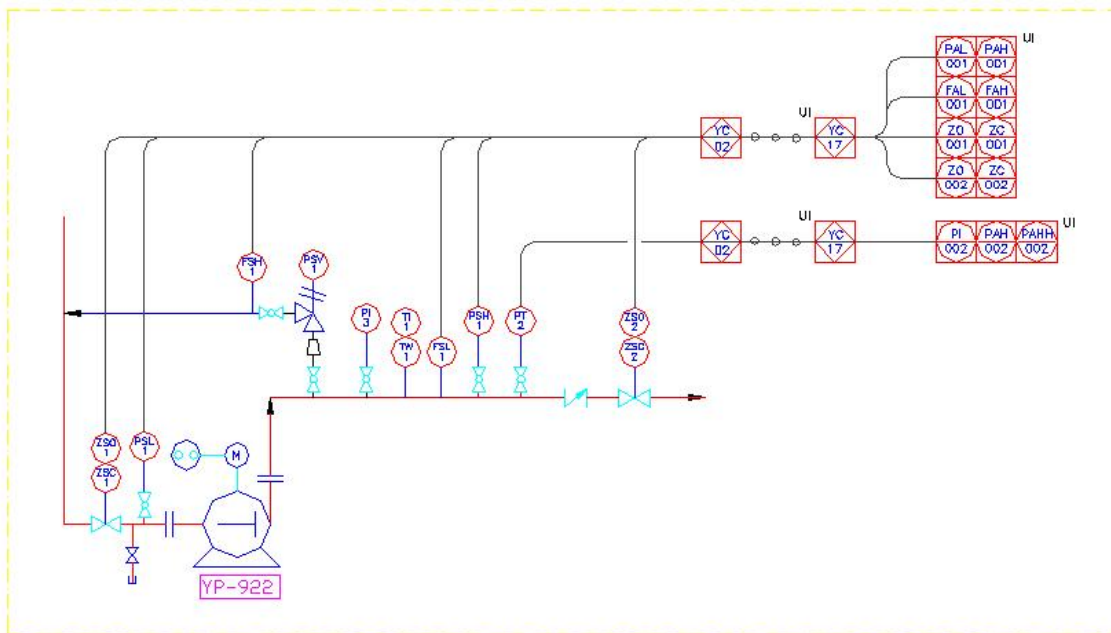 UI
PAL PAH
001 001
FAL FAH
001 001
ZO ZC
001 001
ZO ZC
002 002
UI
YC YC
02 17
UI
UI
YC YC
02 17
PI PAH PAHH
002 002 002
FSH
1
PSV
1
PI
3
TI
1
TW
1
FSL
1
PSH
1
PT
2
ZSO
2
ZSC
2
ZSO
1
ZSC
1
PSL
1
M
YP-922